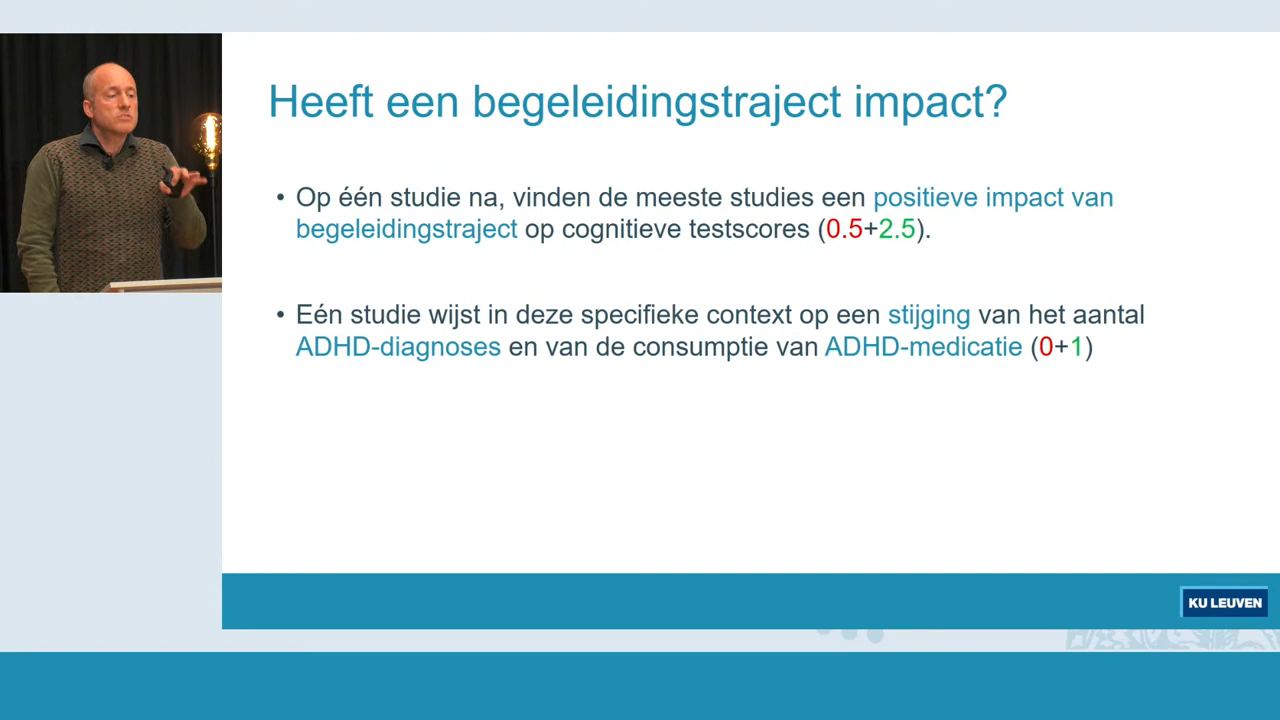 Heeft een begeleidingstraject impact?
• Op één studie na, vinden de meeste studies een positieve impact van
begeleidingstraject op cognitieve testscores (0.5+2.5).
• Eén studie wijst in deze specifieke context op een stijging van het aantal
ADHD-diagnoses en van de consumptie van ADHD-medicatie (0+1)
KU LEUVEN